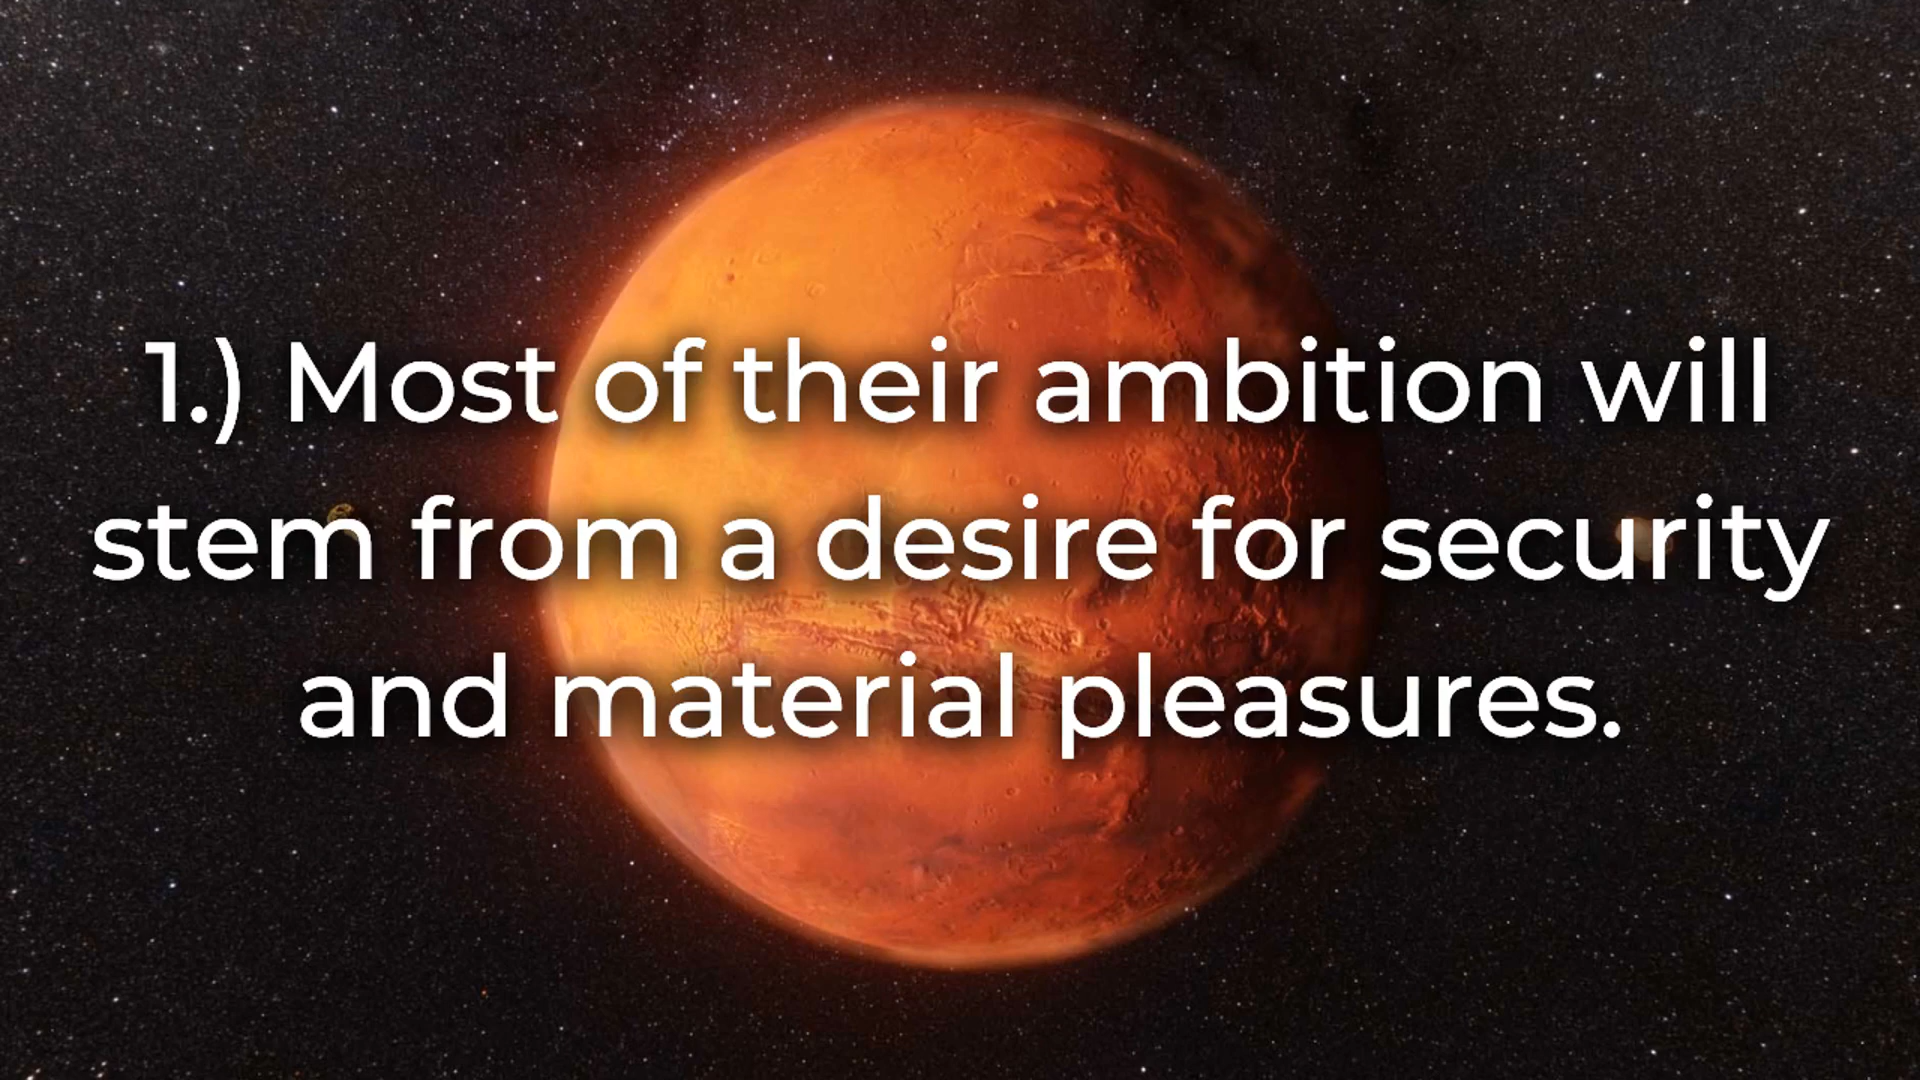 1.) Most of their ambition will
stem from a desire for security
and material pleasures.